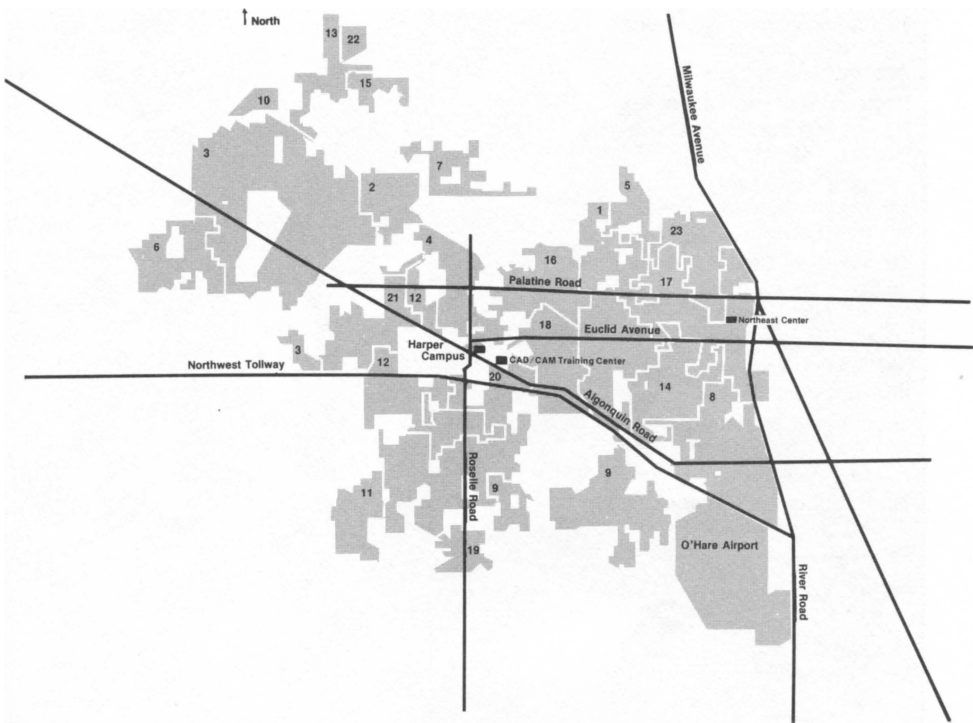 North
13
22
15
10
3
7
2
5
1
23
6
4
16
17
Milwaukee Avenue
Palatine Road
21
12
Northeast Center
18
Euclid Avenue
Harper
Campus
3
12
CAD/CAM Training Center
Northwest Tollway
20
14
8
Algonquin Road
Roselle Road
9
9
11
19
O'Hare Airport
River Road